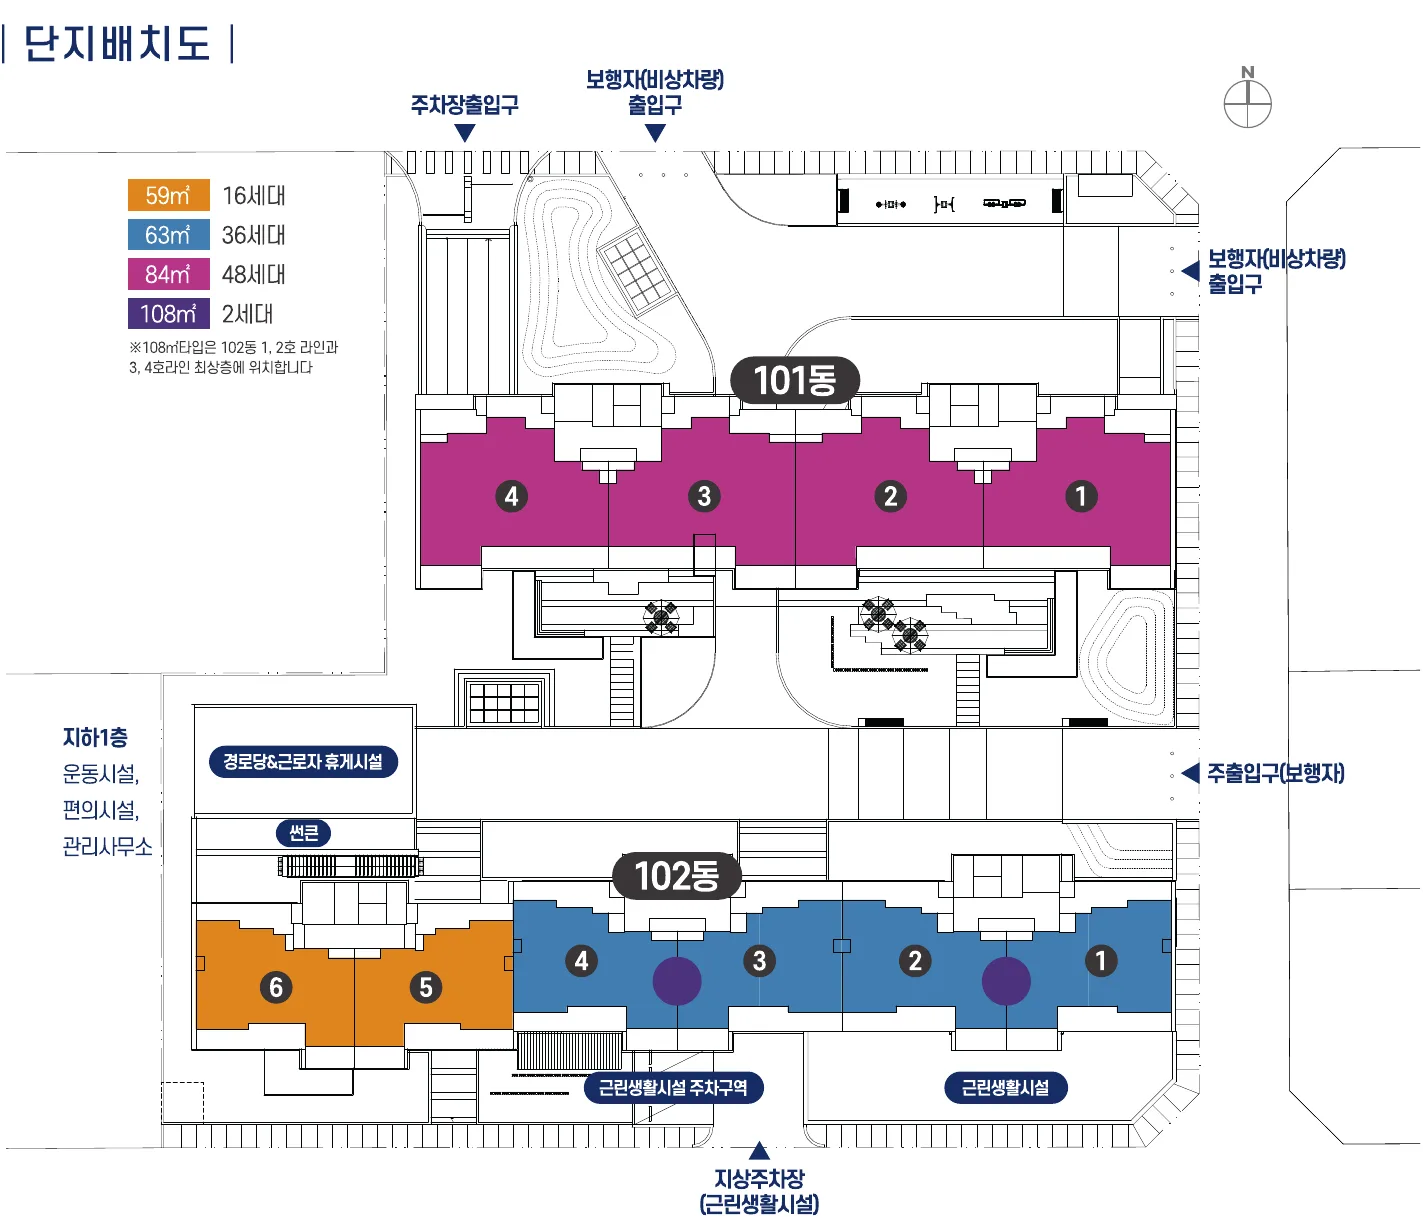 단지배치도
보행자(비상차량)
출입구
주차장출입구
N
59㎡ 16세대
63㎡ 36세대
84㎡ 48세대
108㎡ 2세대
※108㎡타입은 102동 1, 2호 라인과
3, 4호라인 최상층에 위치합니다
보행자(비상차량)
출입구
101동
4 3 2 1
지하1층
운동시설,
편의시설,
관리사무소
경로당&근로자 휴게시설
주출입구(보행자)
썬큰
102동
6 5 4 3 2 1
근린생활시설 주차구역
근린생활시설
지상주차장
(근린생활시설)